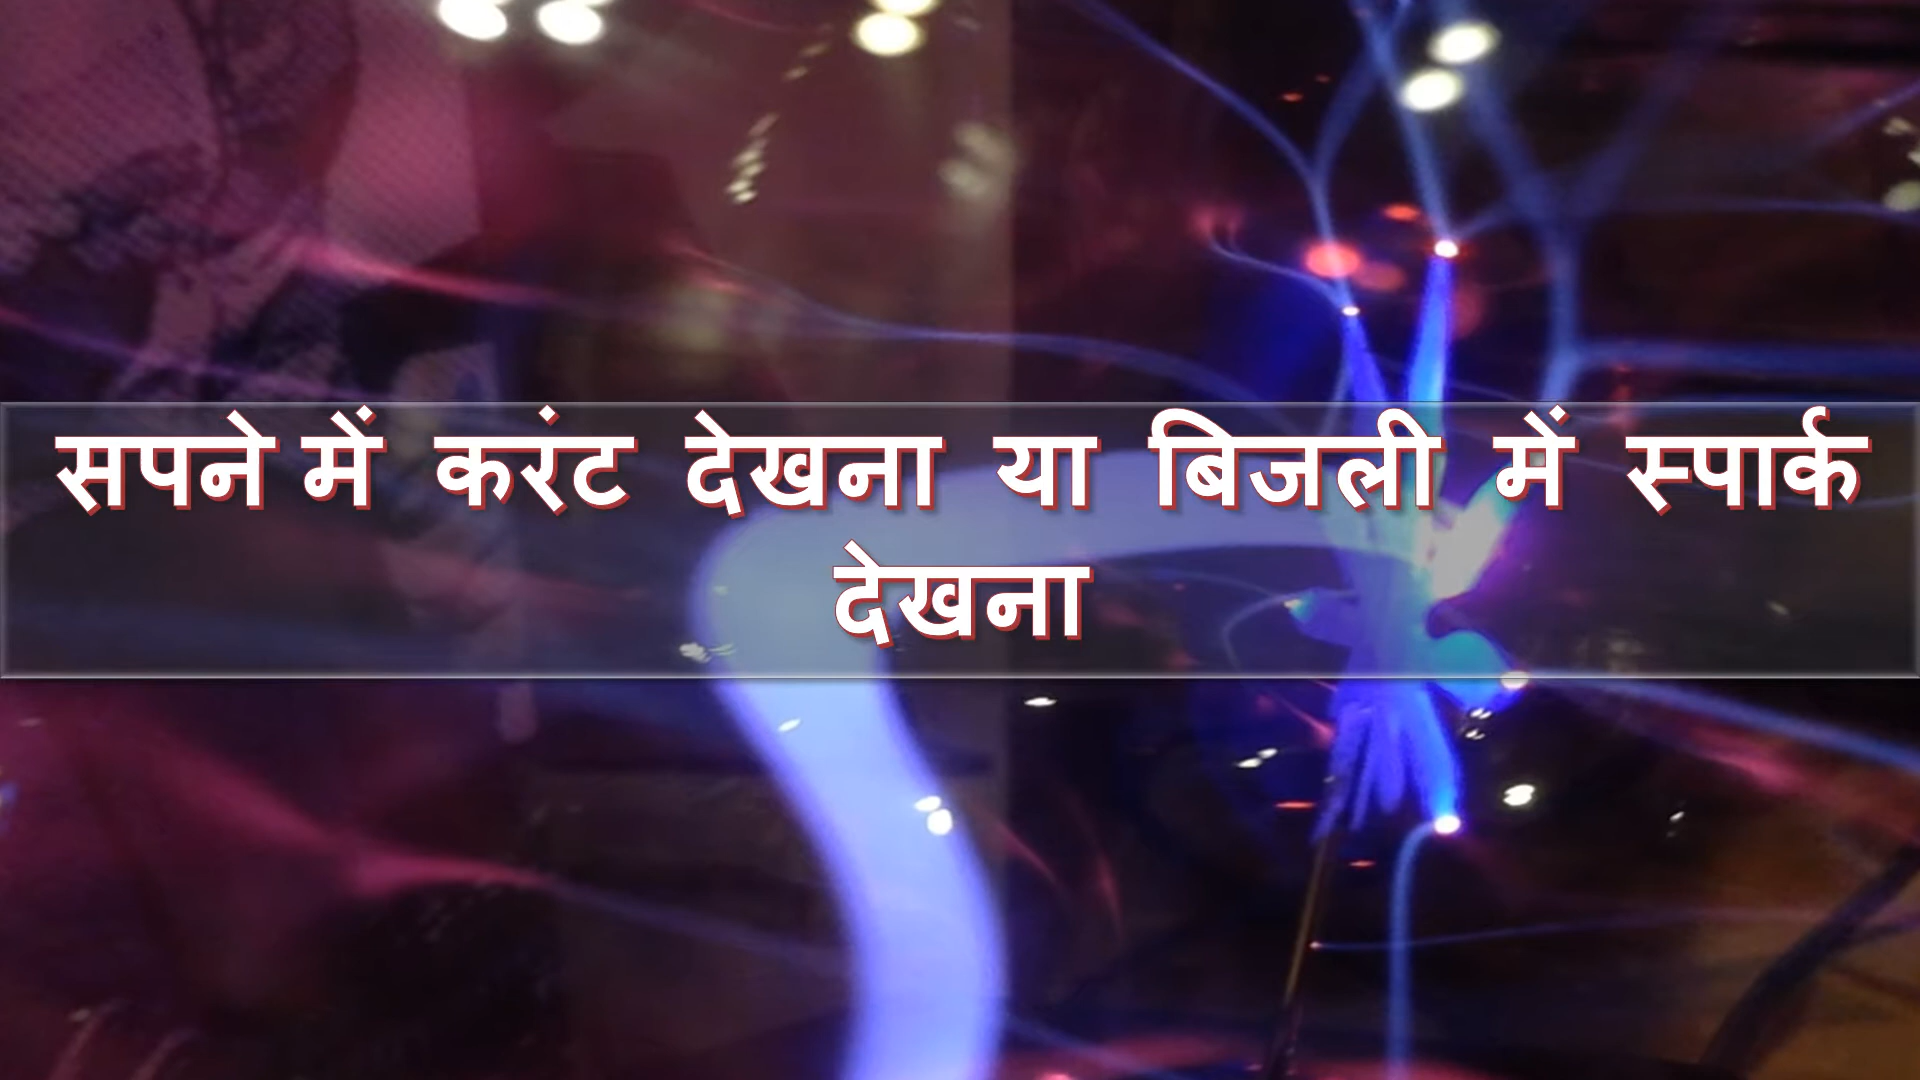 सपने में करंट देखना या बिजली में स्पार्क
देखना